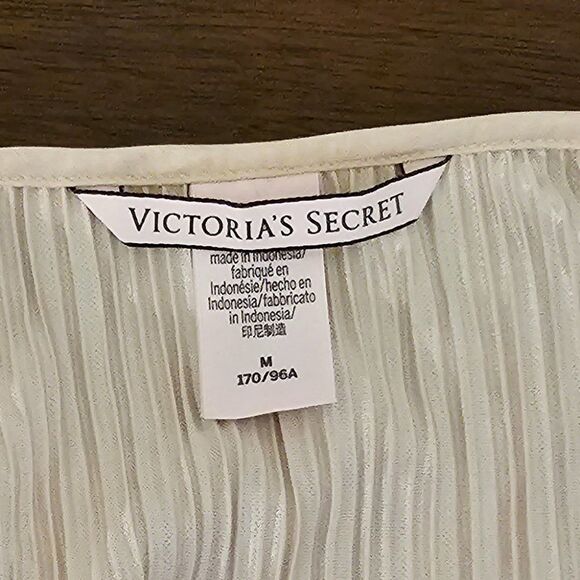 VICTORIA'S SECRET
made in Indonesia/
fabriqué en
Indonésie/hecho en
Indonesia/fabbricato
in Indonesia/
印尼制造
M
170/96A